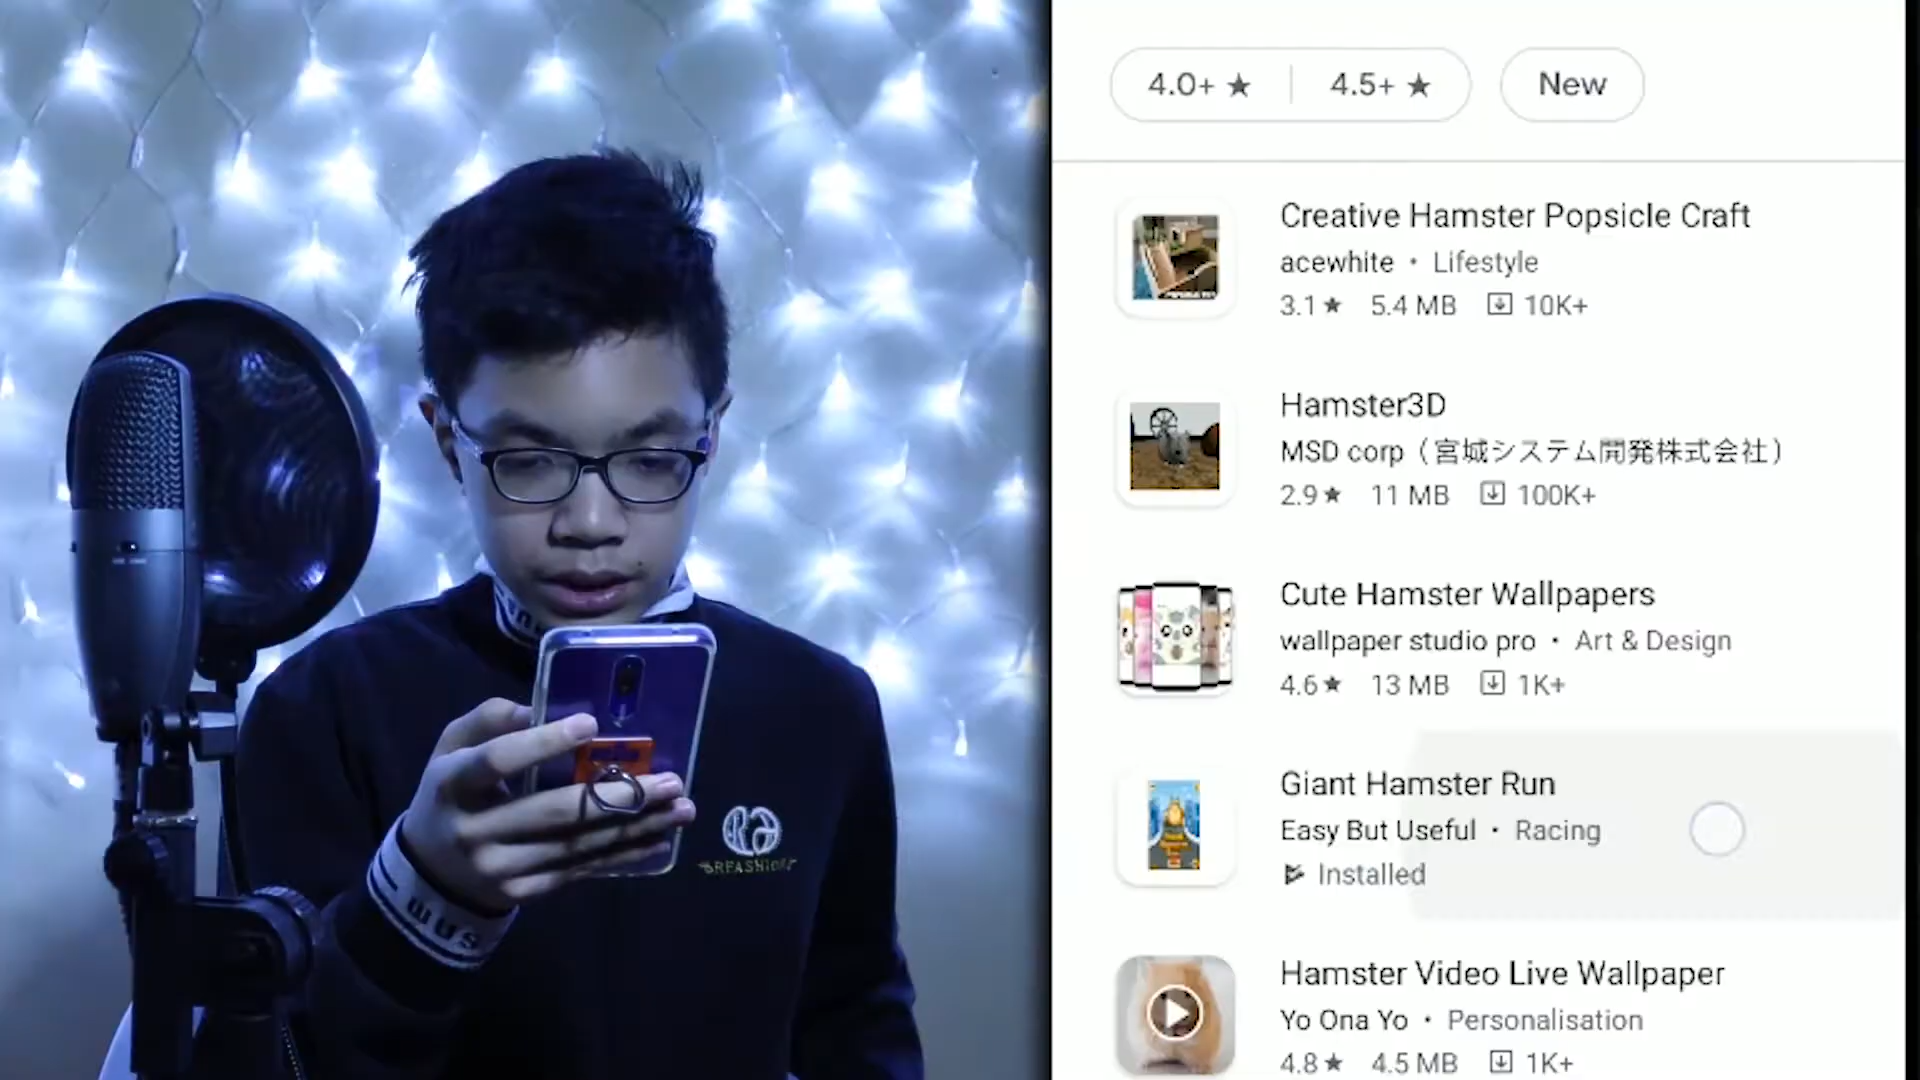 4.0+ ★ 4.5+ ★ New
Creative Hamster Popsicle Craft
acewhite • Lifestyle
3.1 ★ 5.4 MB 10K+
Hamster3D
MSD corp（宮城システム開発株式会社）
2.9 ★ 11 MB 100K+
Cute Hamster Wallpapers
wallpaper studio pro • Art & Design
4.6 ★ 13 MB 1K+
Giant Hamster Run
Easy But Useful • Racing
Installed
Hamster Video Live Wallpaper
Yo Ona Yo • Personalisation
4.8 ★ 4.5 MB 1K+